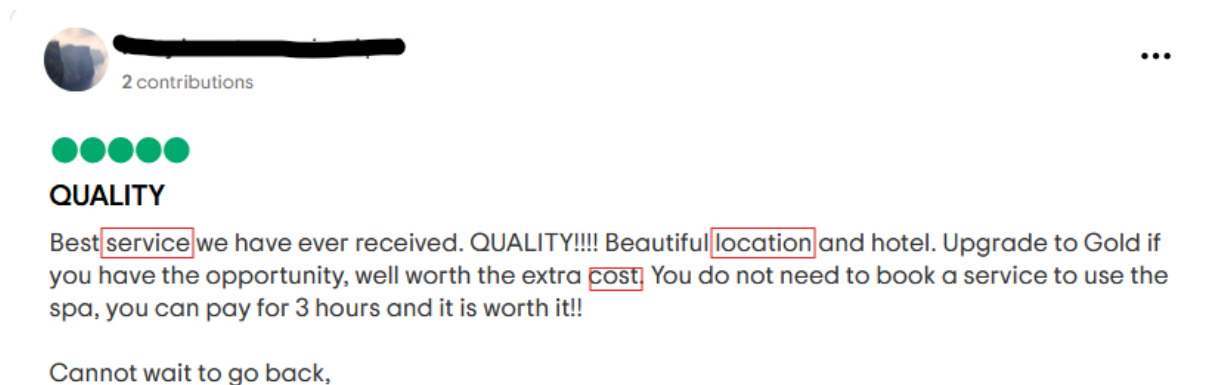 2 contributions
QUALITY
Best service we have ever received. QUALITY!!!! Beautiful location and hotel. Upgrade to Gold if
you have the opportunity, well worth the extra cost. You do not need to book a service to use the
spa, you can pay for 3 hours and it is worth it!!
Cannot wait to go back,